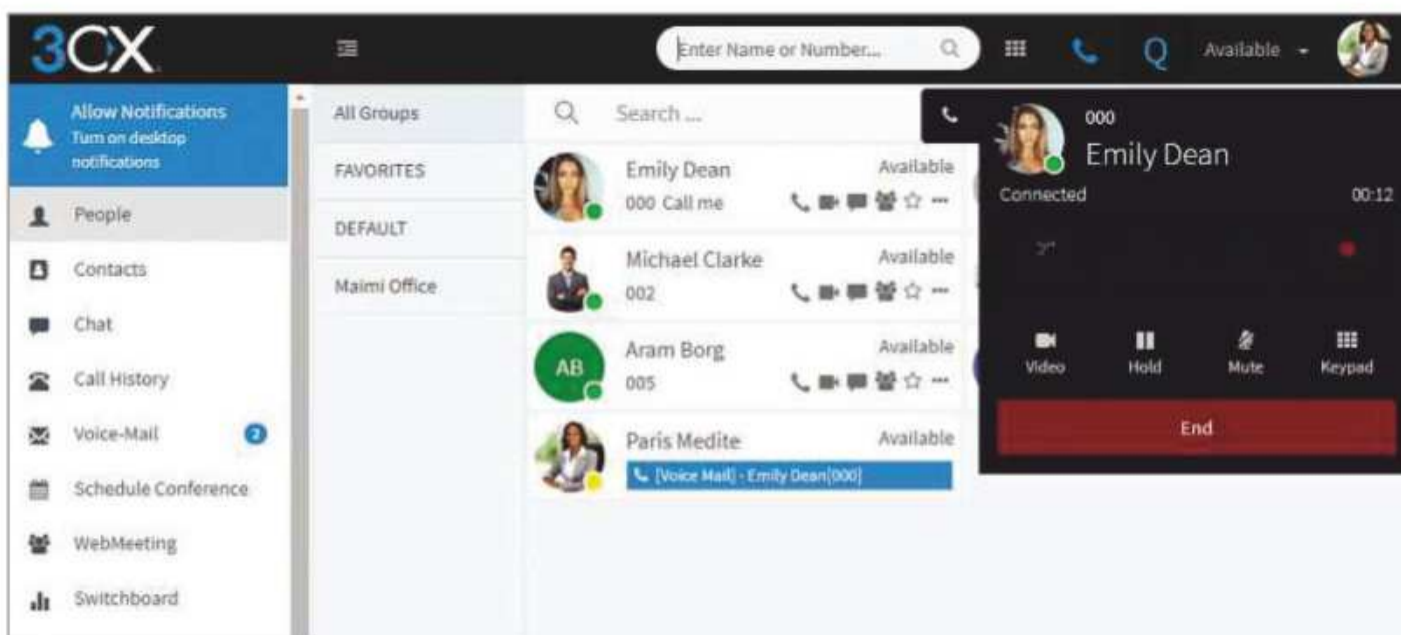 3CX
Enter Name or Number...
Q
Available
Allow Notifications
Turn on desktop
notifications
People
Contacts
Chat
Call History
Voice-Mail
2
Schedule Conference
WebMeeting
Switchboard
All Groups
FAVORITES
DEFAULT
Maimi Office
Search ...
Emily Dean
Available
000 Call me
Michael Clarke
Available
002
AB
Aram Borg
Available
005
Paris Medite
Available
[Voice Mail] - Emily Dean[000]
000
Emily Dean
Connected
00:12
Video
Hold
Mute
Keypad
End